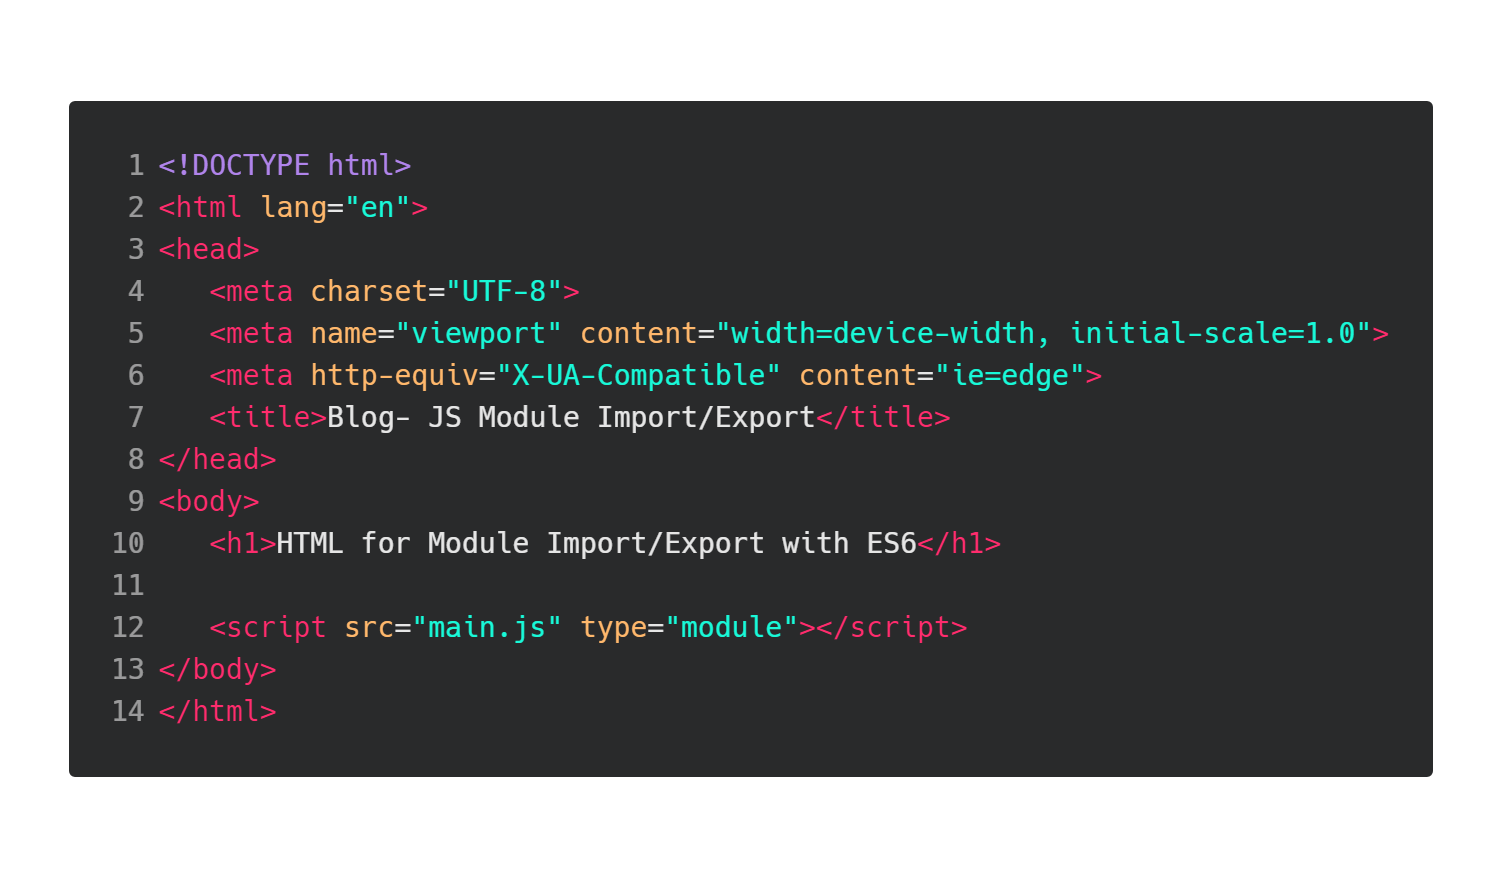 1 <!DOCTYPE html>
2 <html lang="en">
3 <head>
4    <meta charset="UTF-8">
5    <meta name="viewport" content="width=device-width, initial-scale=1.0">
6    <meta http-equiv="X-UA-Compatible" content="ie=edge">
7    <title>Blog- JS Module Import/Export</title>
8 </head>
9 <body>
10    <h1>HTML for Module Import/Export with ES6</h1>
11
12    <script src="main.js" type="module"></script>
13 </body>
14 </html>